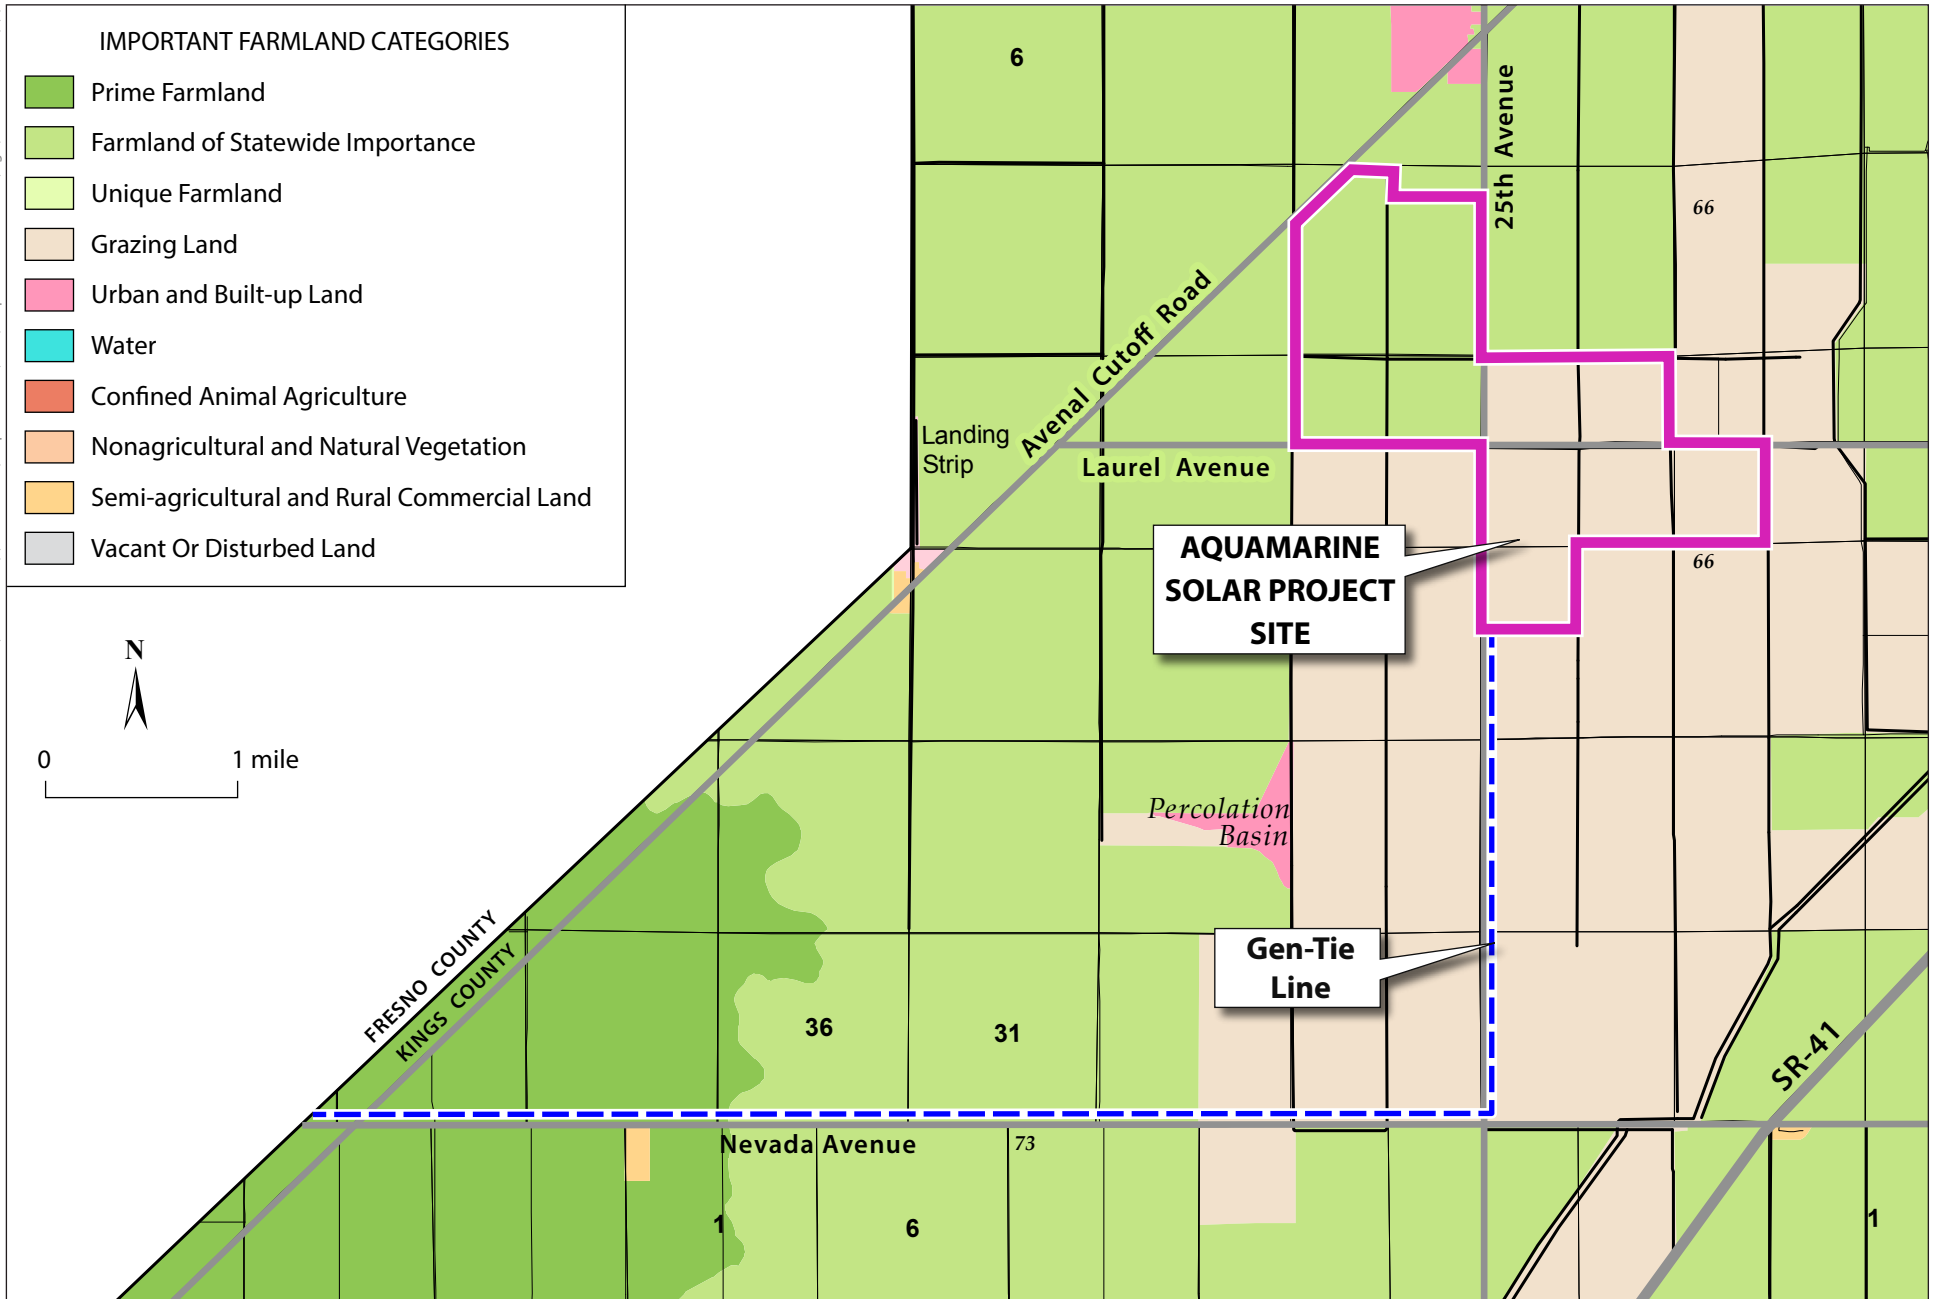 IMPORTANT FARMLAND CATEGORIES
Prime Farmland
Farmland of Statewide Importance
Unique Farmland
Grazing Land
Urban and Built-up Land
Water
Confined Animal Agriculture
Nonagricultural and Natural Vegetation
Semi-agricultural and Rural Commercial Land
Vacant Or Disturbed Land
N
0 1 mile
6
25th Avenue
66
Avenal Cutoff Road
Landing
Strip
Laurel Avenue
AQUAMARINE
SOLAR PROJECT
SITE
66
Percolation
Basin
FRESNO COUNTY
KINGS COUNTY
Gen-Tie
Line
36
31
SR-41
Nevada Avenue
73
1
6
1